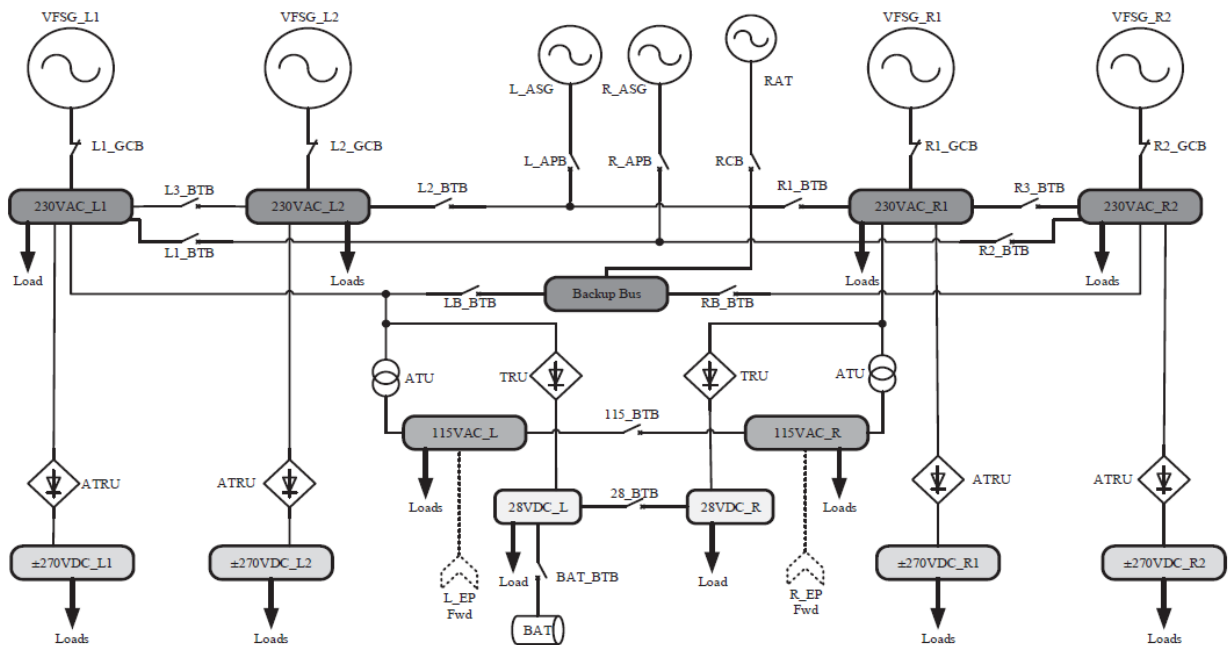 VFSG_L1
VFSG_L2
VFSG_R1
VFSG_R2
L_ASG
R_ASG
RAT
L1_GCB
L2_GCB
L_APB
R_APB
RCB
R1_GCB
R2_GCB
L3_BTB
L2_BTB
R1_BTB
R3_BTB
230VAC_L1
230VAC_L2
230VAC_R1
230VAC_R2
L1_BTB
R2_BTB
Load
Loads
Load
Loads
Backup Bus
LB_BTB
RB_BTB
ATU
TRU
TRU
ATU
115_BTB
115VAC_L
115VAC_R
ATRU
ATRU
ATRU
ATRU
Loads
28VDC_L
28_BTB
28VDC_R
Loads
±270VDC_L1
±270VDC_L2
±270VDC_R1
±270VDC_R2
Load
BAT_BTB
Load
L_EP
Fwd
R_EP
Fwd
BAT
Loads
Loads
Loads
Loads